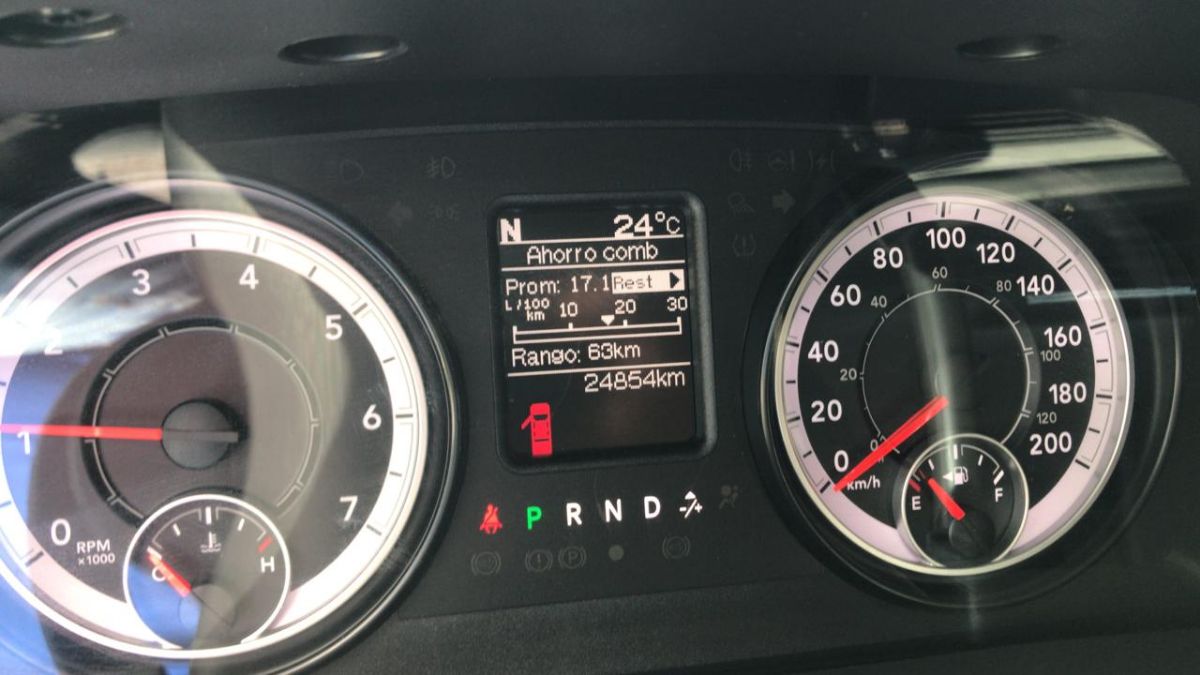 N 24°C
Ahorro comb
Prom: 17.1 Rest
L/100 km 10 20 30
Rango: 63km
24854km
P R N D -/+
0 1 2 3 4 5 6 7
RPM
x1000
C H
0 20 40 60 80 100 120 140 160 180 200
0 20 40 60 80 100 120
km/h
E F